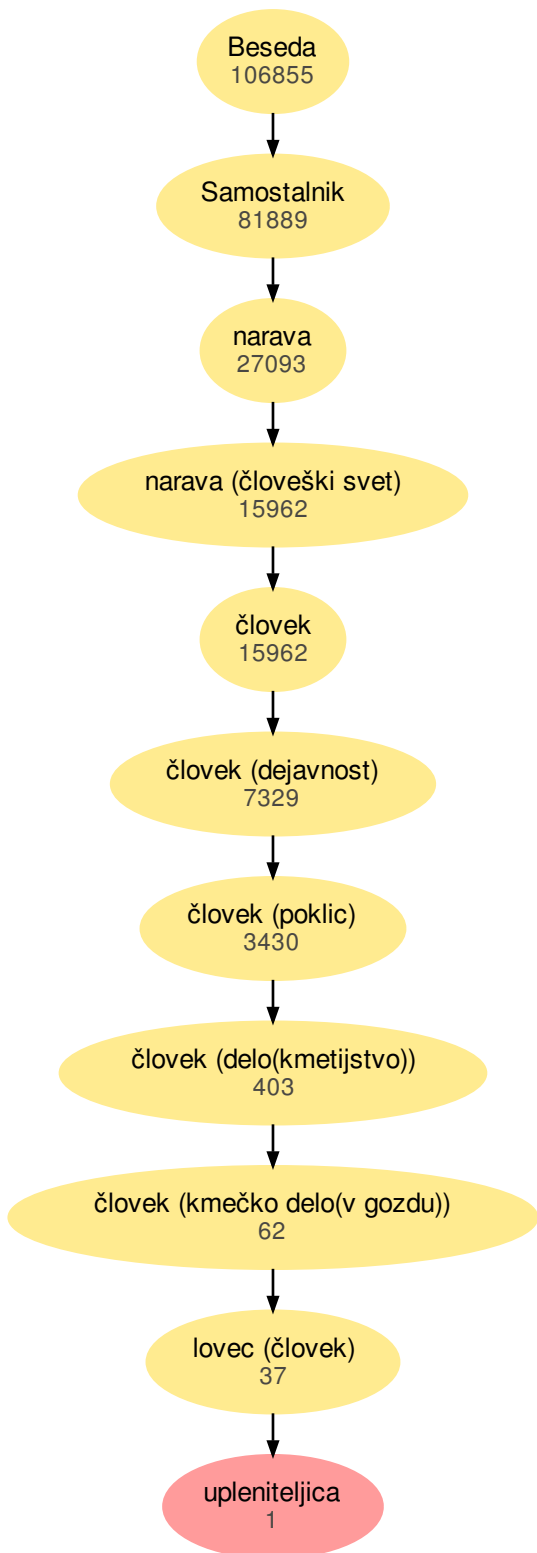 Beseda
106855
Samostalnik
81889
narava
27093
narava (človeški svet)
15962
človek
15962
človek (dejavnost)
7329
človek (poklic)
3430
človek (delo(kmetijstvo))
403
človek (kmečko delo(v gozdu))
62
lovec (človek)
37
upleniteljica
1